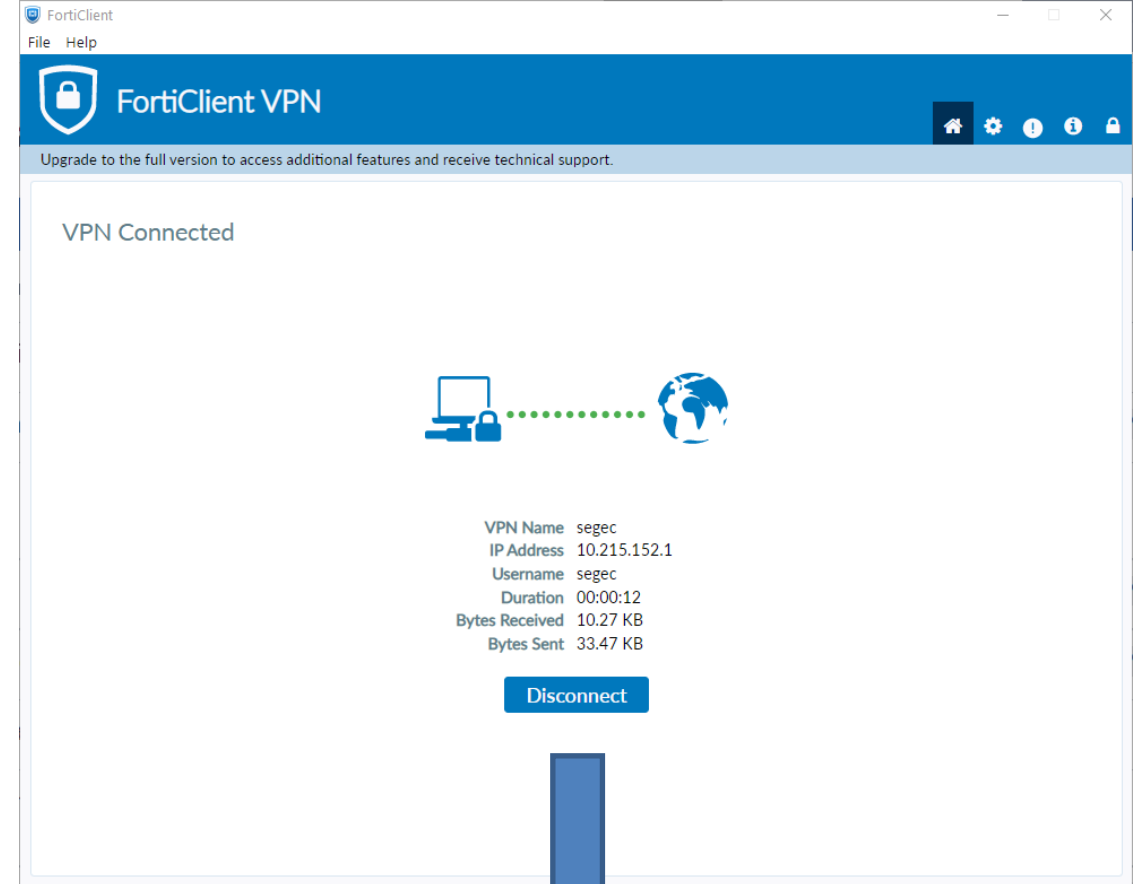 FortiClient
File Help
FortiClient VPN
Upgrade to the full version to access additional features and receive technical support.
VPN Connected
VPN Name segec
IP Address 10.215.152.1
Username segec
Duration 00:00:12
Bytes Received 10.27 KB
Bytes Sent 33.47 KB
Disconnect